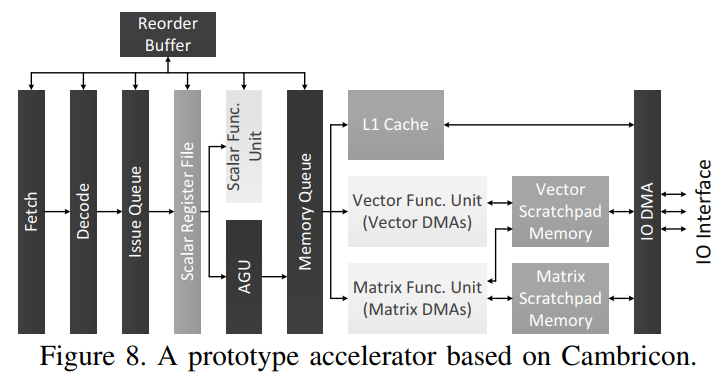 Reorder
Buffer
Fetch
Decode
Issue Queue
Scalar Register File
Scalar Func.
Unit
AGU
Memory Queue
L1 Cache
Vector Func. Unit
(Vector DMAs)
Matrix Func. Unit
(Matrix DMAs)
Vector
Scratchpad
Memory
Matrix
Scratchpad
Memory
IO DMA
IO Interface
Figure 8. A prototype accelerator based on Cambricon.